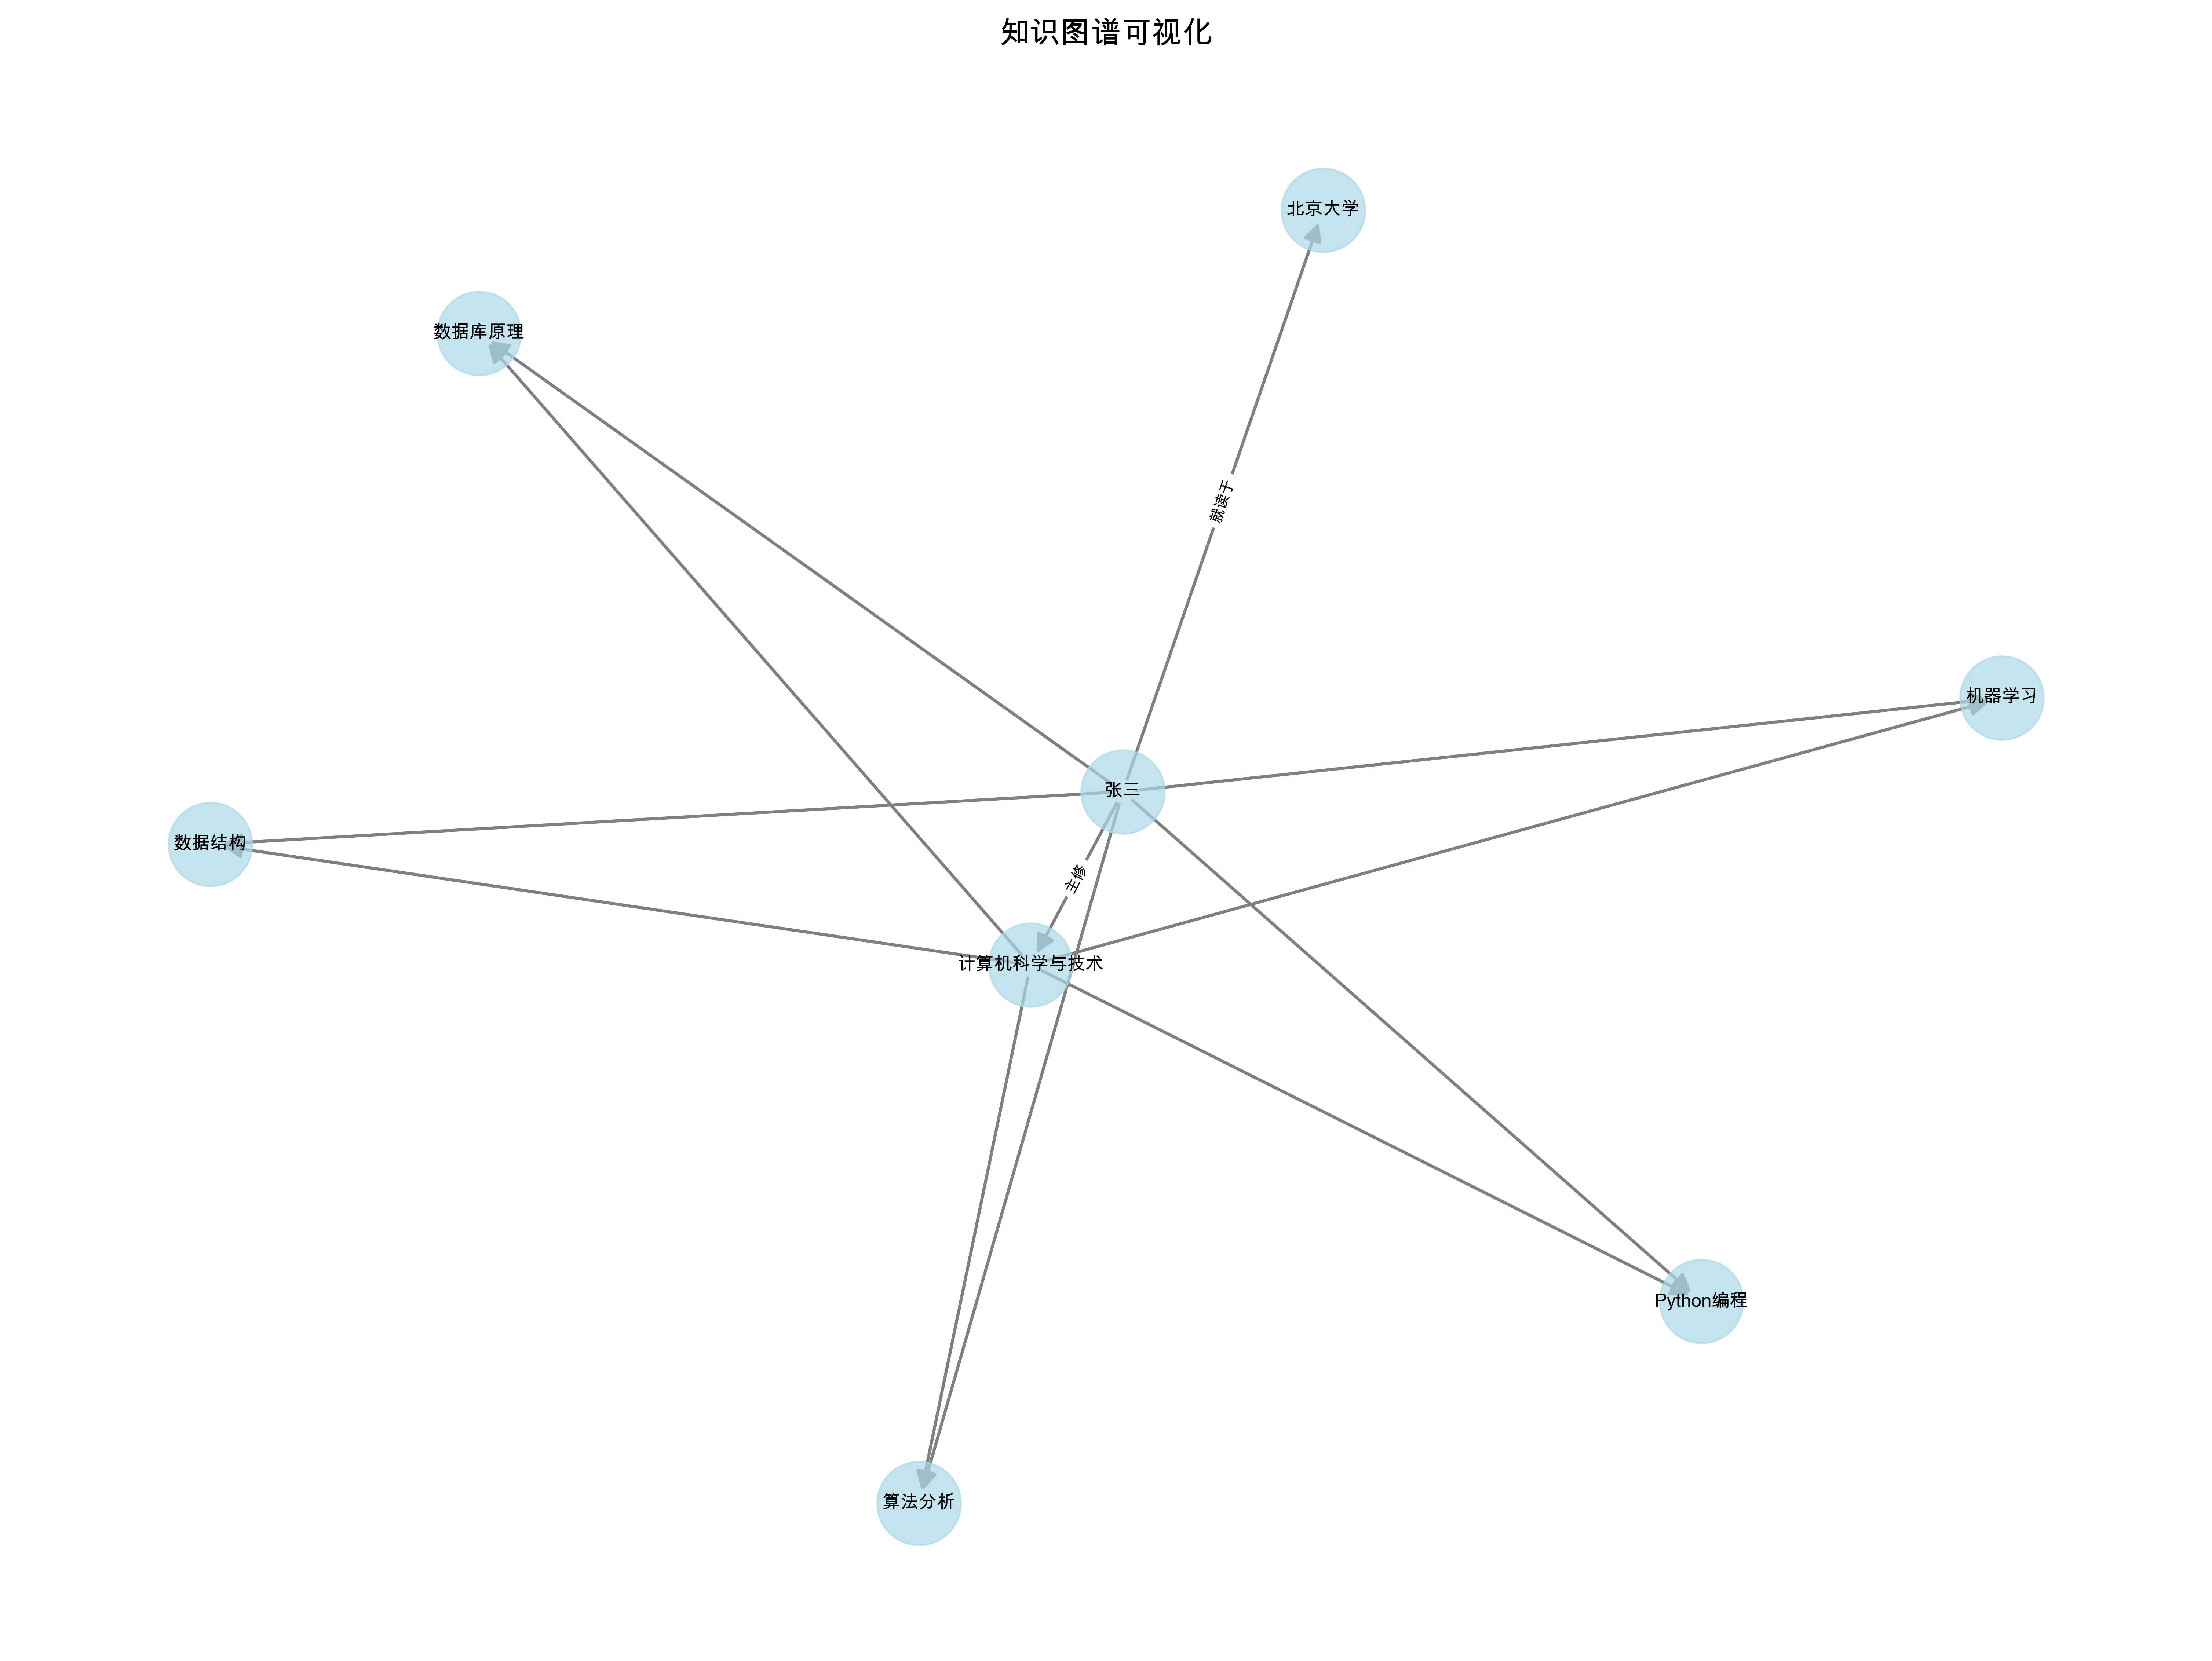 知识图谱可视化
北京大学
数据库原理
就读于
机器学习
张三
数据结构
主修
计算机科学与技术
Python编程
算法分析